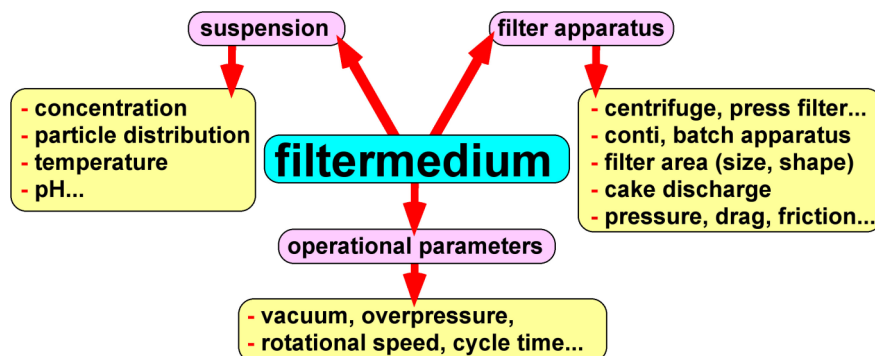 suspension
filter apparatus
- concentration
- particle distribution
- temperature
- pH...
- centrifuge, press filter...
- conti, batch apparatus
- filter area (size, shape)
- cake discharge
- pressure, drag, friction...
filtermedium
operational parameters
- vacuum, overpressure,
- rotational speed, cycle time...